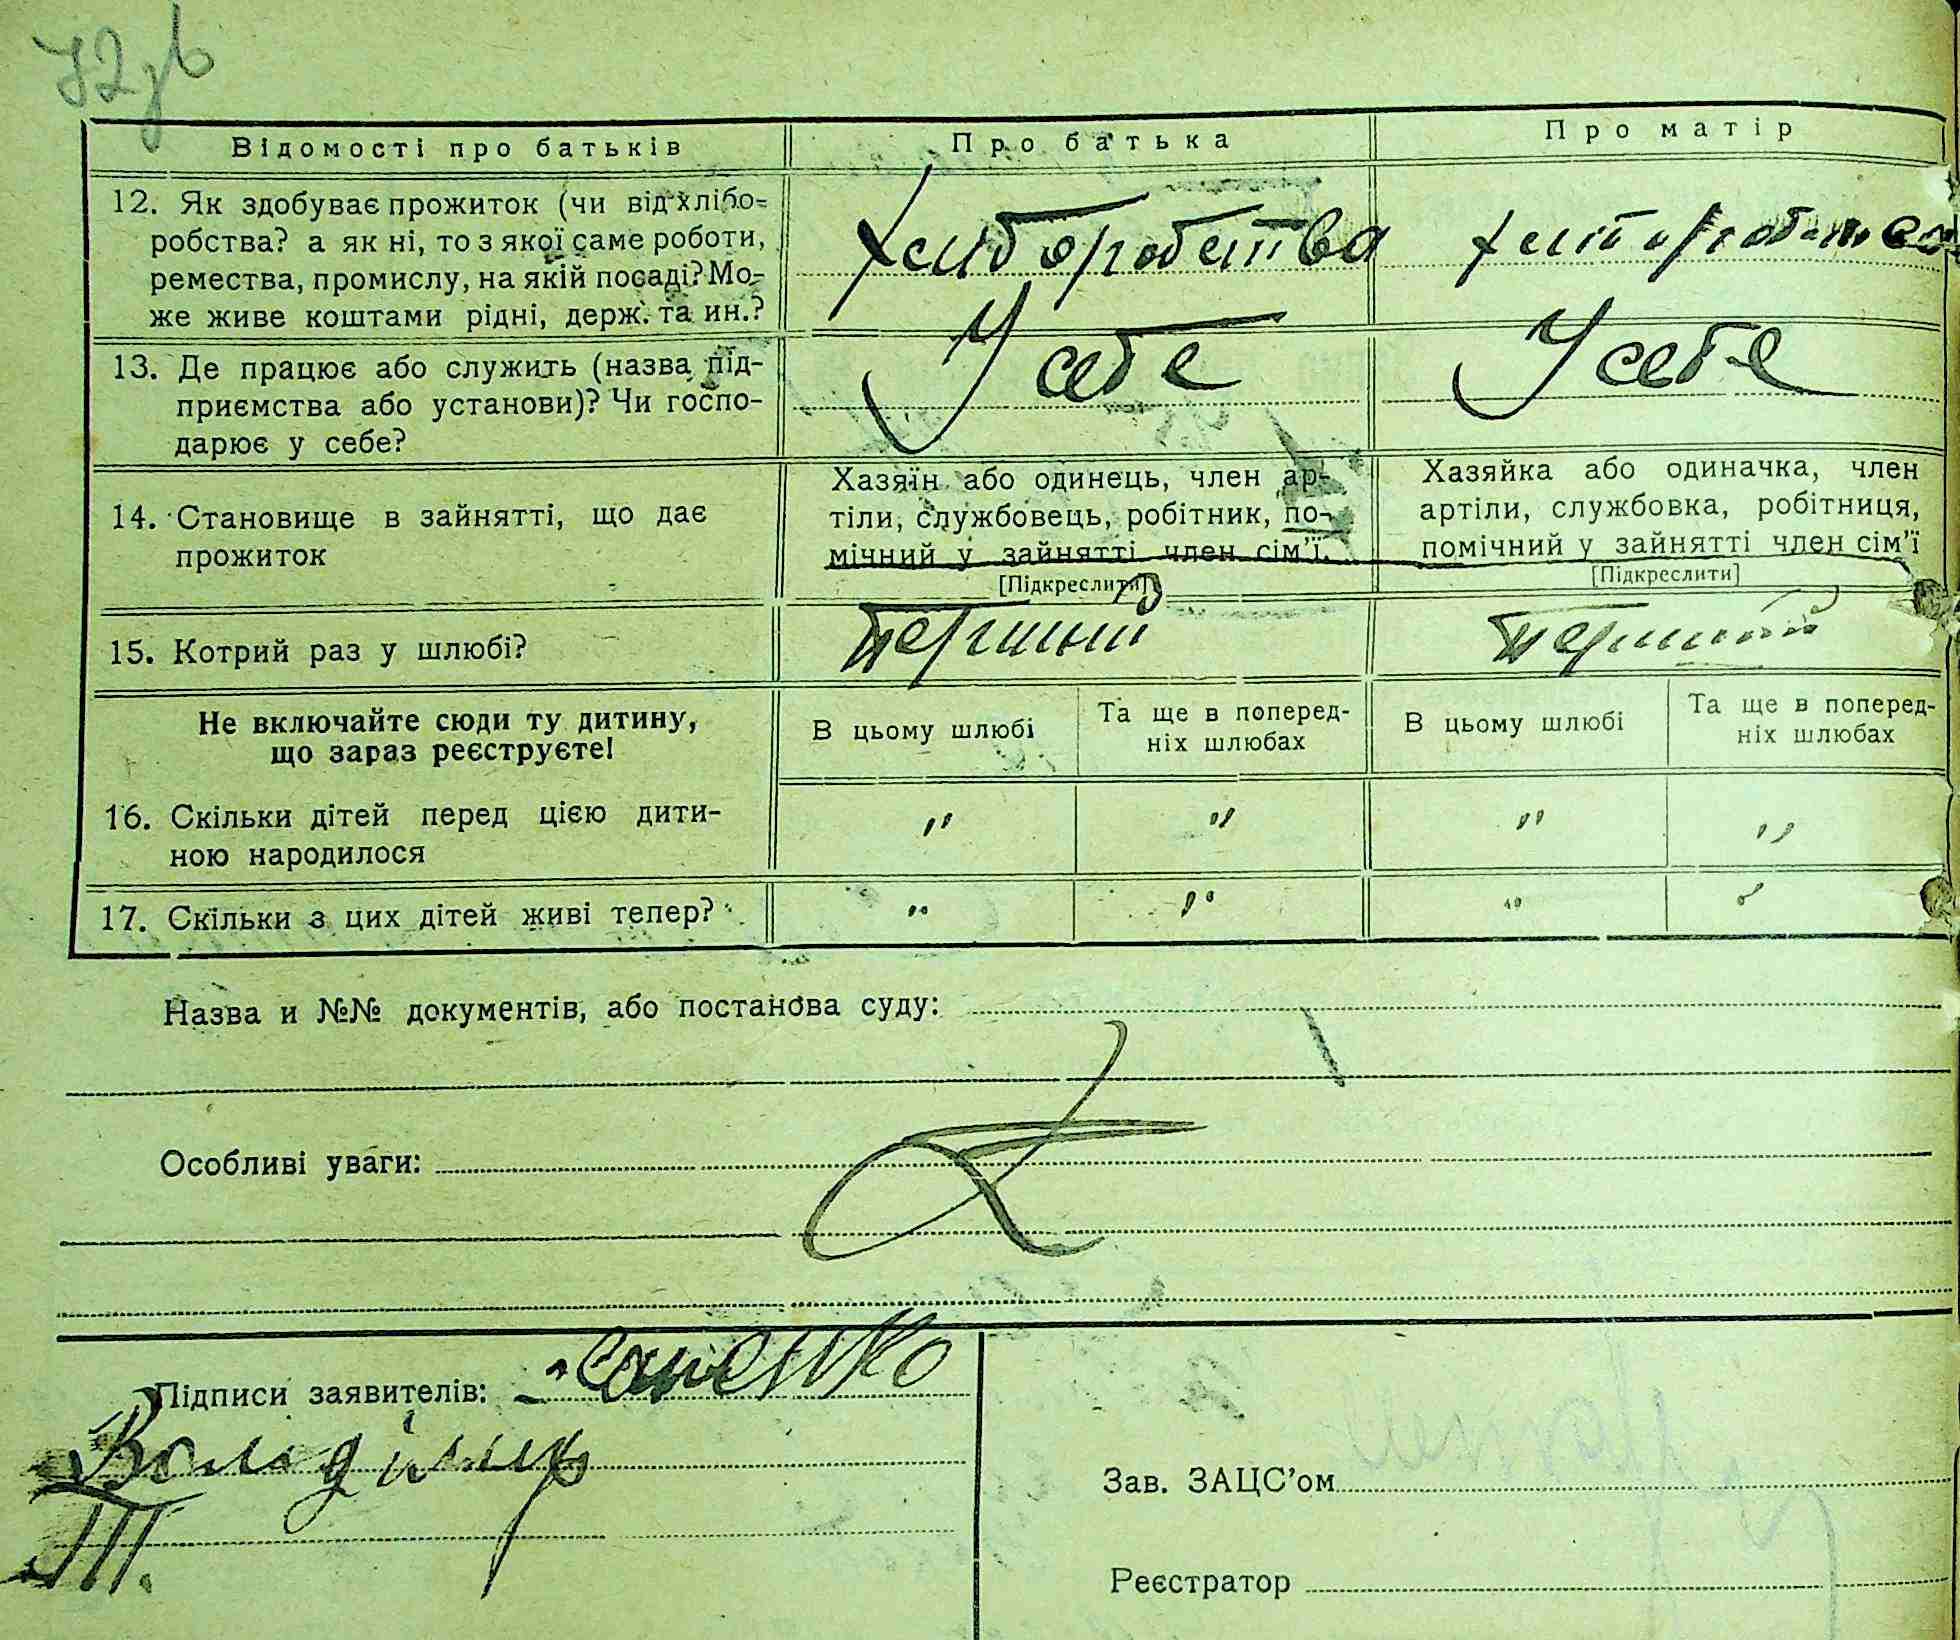 72зв
Відомості про батьків
Про батька
Про матір
12. Як здобуває прожиток (чи від хлібо-
робства? а як ні, то з якої саме роботи,
ремества, промислу, на якій посаді? Мо-
же живе коштами рідні, держ. та ин.?
Хлиборобства
хлиборобства
13. Де працює або служить (назва під-
приємства або установи)? Чи госпо-
дарює у себе?
У себе
У себе
14. Становище в зайнятті, що дає
прожиток
Хазяїн або одинець, член ар-
тіли, службовець, робітник, по-
мічний у зайнятті член сім'ї.
[Підкреслити]
Хазяйка або одиначка, член
артіли, службовка, робітниця,
помічний у зайнятті член сім'ї
[Підкреслити]
15. Котрий раз у шлюбі?
Перший
Перший
Не включайте сюди ту дитину,
що зараз реєструєте!
В цьому шлюбі
Та ще в поперед-
ніх шлюбах
В цьому шлюбі
Та ще в поперед-
ніх шлюбах
16. Скільки дітей перед цією дити-
ною народилося
" " " "
17. Скільки з цих дітей живі тепер?
" " "
Назва и №№ документів, або постанова суду:
Особливі уваги:
Підписи заявителів:
Володімир
Т.
Зав. ЗАЦС'ом
Реєстратор